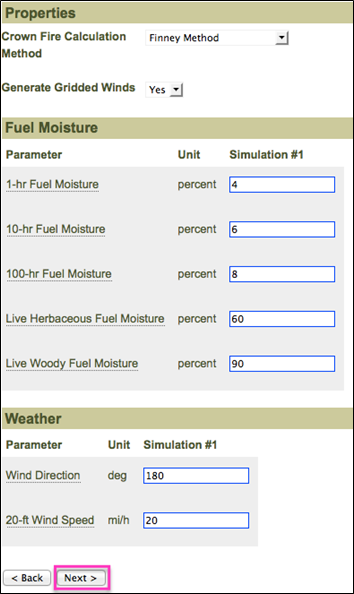 Properties
Crown Fire Calculation Method Finney Method
Generate Gridded Winds Yes
Fuel Moisture
Parameter Unit Simulation #1
1-hr Fuel Moisture percent 4
10-hr Fuel Moisture percent 6
100-hr Fuel Moisture percent 8
Live Herbaceous Fuel Moisture percent 60
Live Woody Fuel Moisture percent 90
Weather
Parameter Unit Simulation #1
Wind Direction deg 180
20-ft Wind Speed mi/h 20
< Back Next >